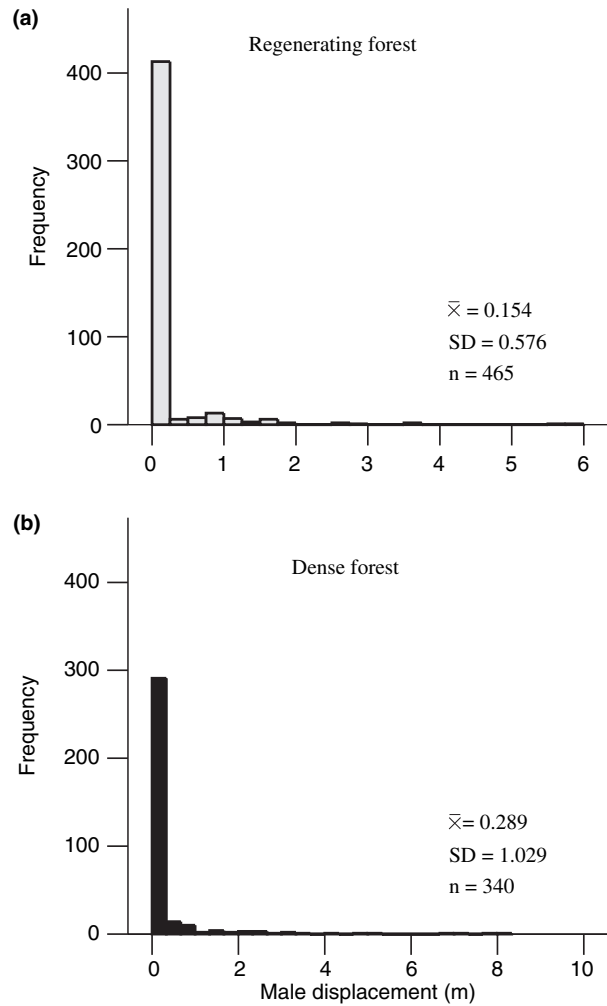 (a)
Regenerating forest
400
300
200
100
0
Frequency
x̄ = 0.154
SD = 0.576
n = 465
0 1 2 3 4 5 6
(b)
Dense forest
400
300
200
100
0
Frequency
x̄= 0.289
SD = 1.029
n = 340
0 2 4 6 8 10
Male displacement (m)